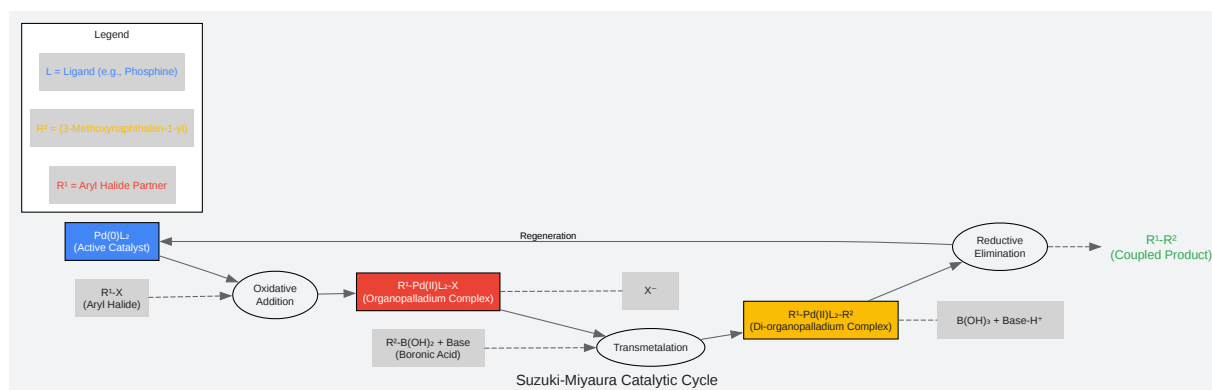 Legend
L = Ligand (e.g., Phosphine)
R² = (3-Methoxynaphthalen-1-yl)
R¹ = Aryl Halide Partner
Pd(0)L₂
(Active Catalyst)
Regeneration
Reductive
Elimination
R¹-R²
(Coupled Product)
R¹-X
(Aryl Halide)
Oxidative
Addition
R¹-Pd(II)L₂-X
(Organopalladium Complex)
X⁻
R¹-Pd(II)L₂-R²
(Di-organopalladium Complex)
B(OH)₃ + Base-H⁺
R²-B(OH)₂ + Base
(Boronic Acid)
Transmetalation
Suzuki-Miyaura Catalytic Cycle